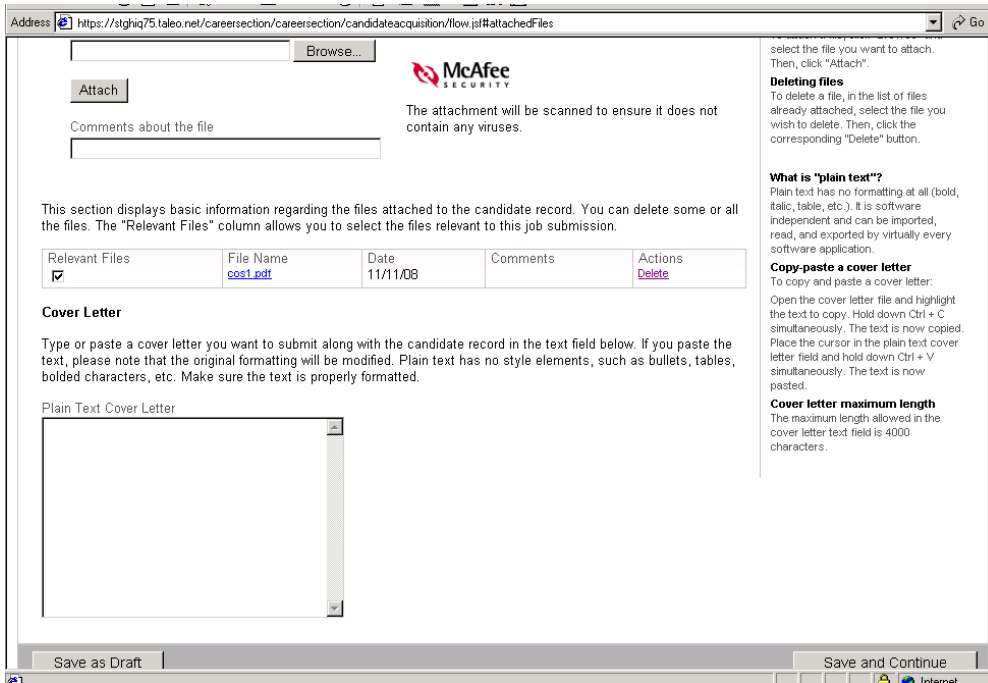 Address https://stghiq75.taleo.net/careersection/careersection/candidateacquisition/flow.jsf#attachedFiles Go
Browse...
McAfee
SECURITY
Attach
The attachment will be scanned to ensure it does not
contain any viruses.
Comments about the file
This section displays basic information regarding the files attached to the candidate record. You can delete some or all
the files. The "Relevant Files" column allows you to select the files relevant to this job submission.
Relevant Files File Name Date Comments Actions
cos1.pdf 11/11/08 Delete
Cover Letter
Type or paste a cover letter you want to submit along with the candidate record in the text field below. If you paste the
text, please note that the original formatting will be modified. Plain text has no style elements, such as bullets, tables,
bolded characters, etc. Make sure the text is properly formatted.
Plain Text Cover Letter
select the file you want to attach.
Then, click "Attach".
Deleting files
To delete a file, in the list of files
already attached, select the file you
wish to delete. Then, click the
corresponding "Delete" button.
What is "plain text"?
Plain text has no formatting at all (bold,
italic, table, etc.). It is software
independent and can be imported,
read, and exported by virtually every
software application.
Copy-paste a cover letter
To copy and paste a cover letter:
Open the cover letter file and highlight
the text to copy. Hold down Ctrl + C
simultaneously. The text is now copied.
Place the cursor in the plain text cover
letter field and hold down Ctrl + V
simultaneously. The text is now
pasted.
Cover letter maximum length
The maximum length allowed in the
cover letter text field is 4000
characters.
Save as Draft Save and Continue
Internet